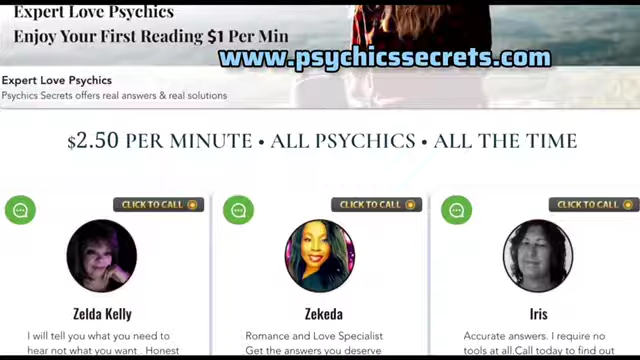 Expert Love Psychics
Enjoy Your First Reading $1 Per Min
www.psychicssecrets.com
Expert Love Psychics
Psychics Secrets offers real answers & real solutions
$2.50 PER MINUTE • ALL PSYCHICS • ALL THE TIME
CLICK TO CALL
CLICK TO CALL
CLICK TO CALL
Zelda Kelly
Zekeda
Iris
I will tell you what you need to
hear not what you want . Honest
Romance and Love Specialist
Get the answers you deserve
Accurate answers. I require no
tools at all.Call today to find out